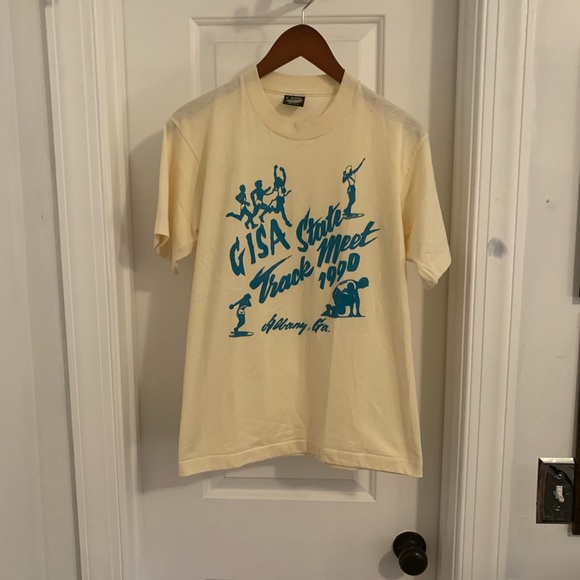 GISA State
Track Meet
1990
Albany, Ga.